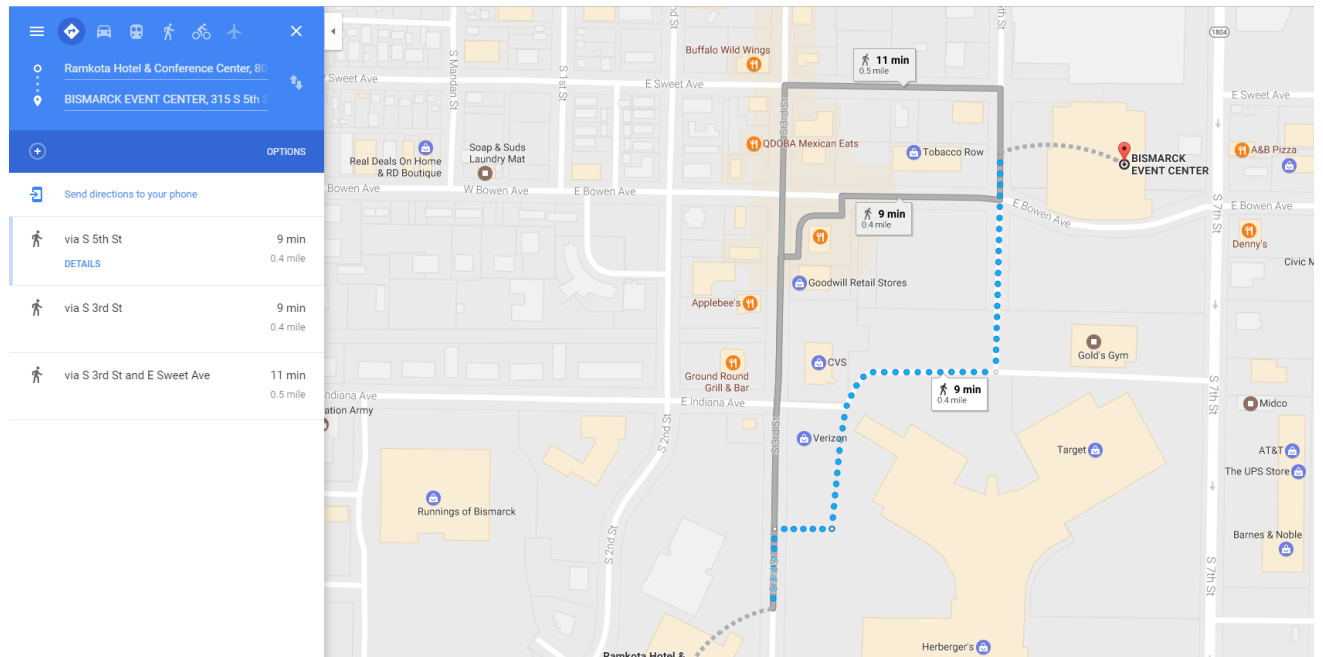 Ramkota Hotel & Conference Center, 80
BISMARCK EVENT CENTER, 315 S 5th S
OPTIONS
Send directions to your phone
via S 5th St
9 min
0.4 mile
DETAILS
via S 3rd St
9 min
0.4 mile
via S 3rd St and E Sweet Ave
11 min
0.5 mile
1804
Buffalo Wild Wings
11 min
0.5 mile
Sweet Ave
E Sweet Ave
E Sweet Ave
S Mandan St
S 1st St
S 3rd St
QDOBA Mexican Eats
Tobacco Row
A&B Pizza
BISMARCK
EVENT CENTER
Soap & Suds
Laundry Mat
Real Deals On Home
& RD Boutique
Bowen Ave
W Bowen Ave
E Bowen Ave
E Bowen Ave
E Bowen Ave
9 min
0.4 mile
S 7th St
Denny's
Civic
Goodwill Retail Stores
Applebee's
CVS
Gold's Gym
Ground Round
Grill & Bar
9 min
0.4 mile
S 7th St
Midco
ndiana Ave
E Indiana Ave
ation Army
S 3rd St
S 2nd St
Verizon
Target
AT&T
The UPS Store
Runnings of Bismarck
Barnes & Noble
S 2nd St
S 3rd St
S 7th St
Herberger's
Ramkota Hotel &